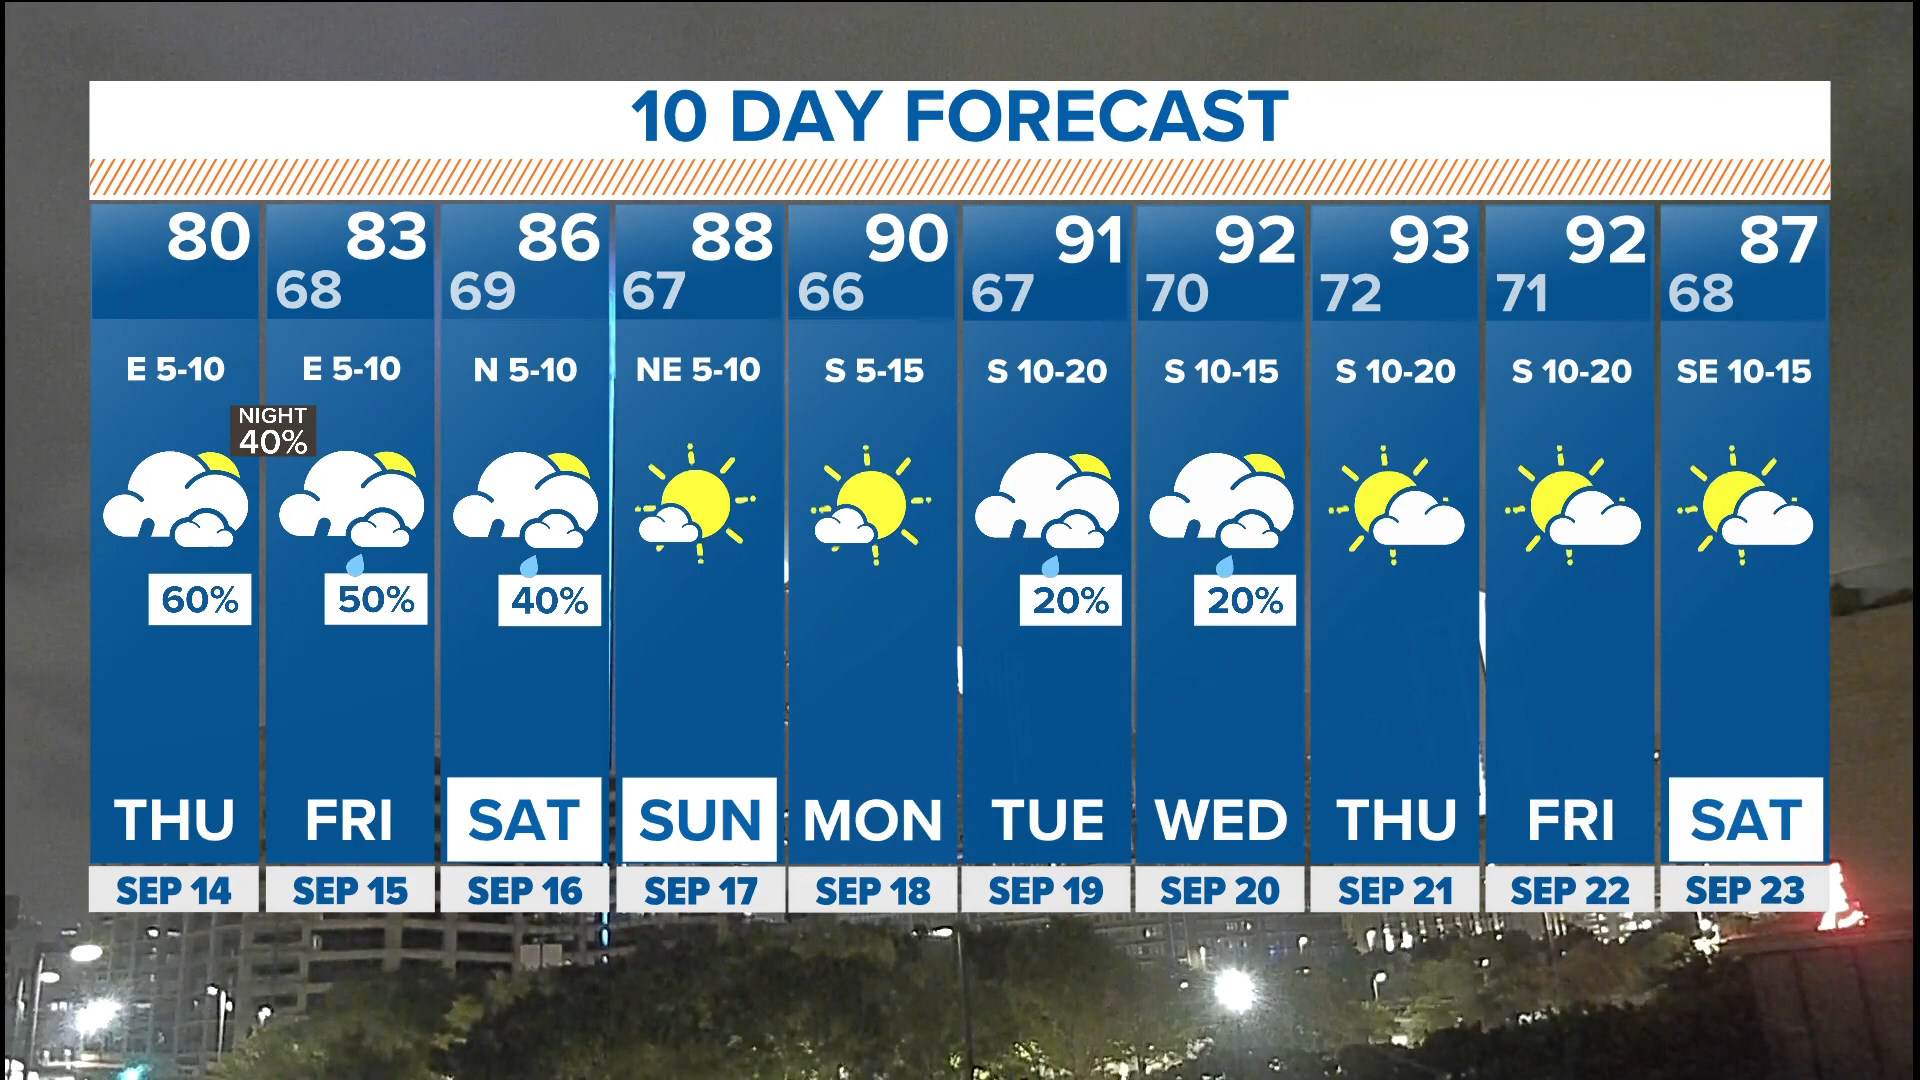 10 DAY FORECAST
80 83 86 88 90 91 92 93 92 87
68 69 67 66 67 70 72 71 68
E 5-10 E 5-10 N 5-10 NE 5-10 S 5-15 S 10-20 S 10-15 S 10-20 S 10-20 SE 10-15
NIGHT
40%
60% 50% 40% 20% 20%
THU FRI SAT SUN MON TUE WED THU FRI SAT
SEP 14 SEP 15 SEP 16 SEP 17 SEP 18 SEP 19 SEP 20 SEP 21 SEP 22 SEP 23